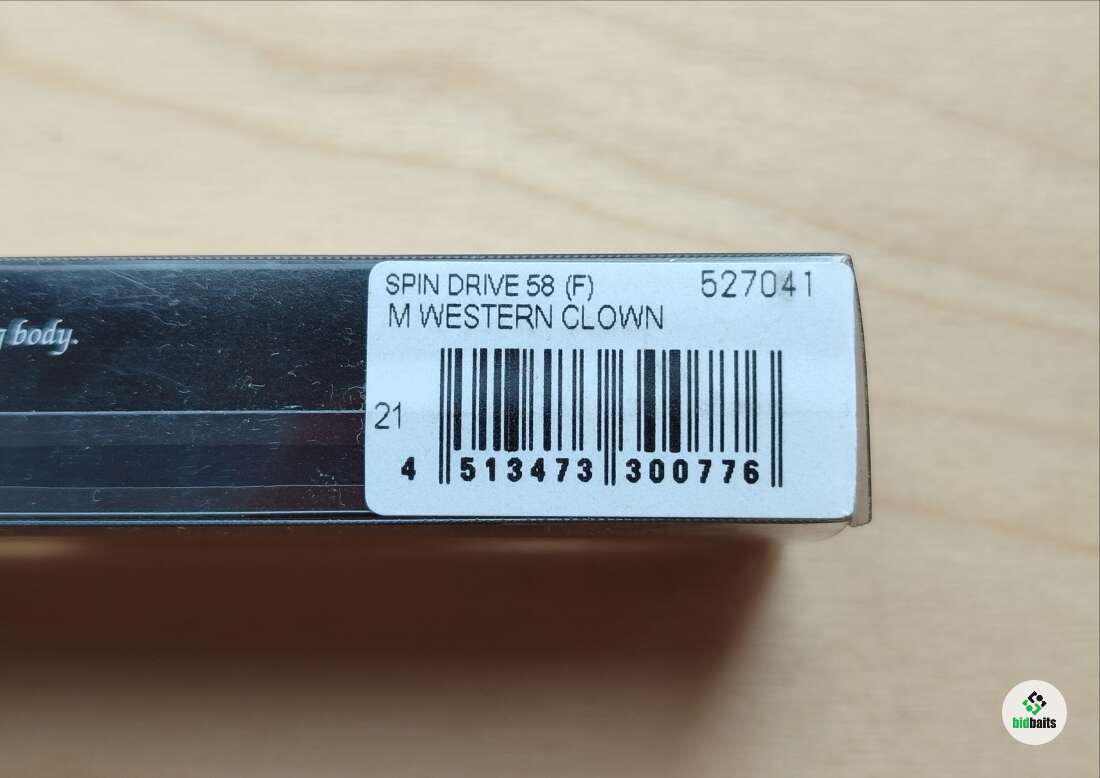 SPIN DRIVE 58 (F) 527041
M WESTERN CLOWN
body.
21
4 513473 300776
bidbaits